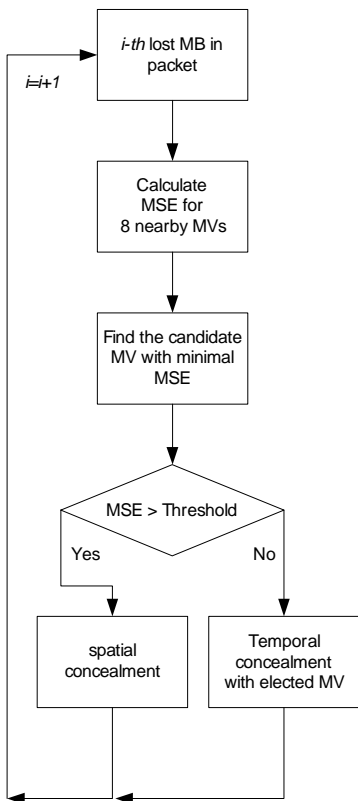 i-th lost MB in
packet
i=i+1
Calculate
MSE for
8 nearby MVs
Find the candidate
MV with minimal
MSE
MSE > Threshold
Yes
No
spatial
concealment
Temporal
concealment
with elected MV